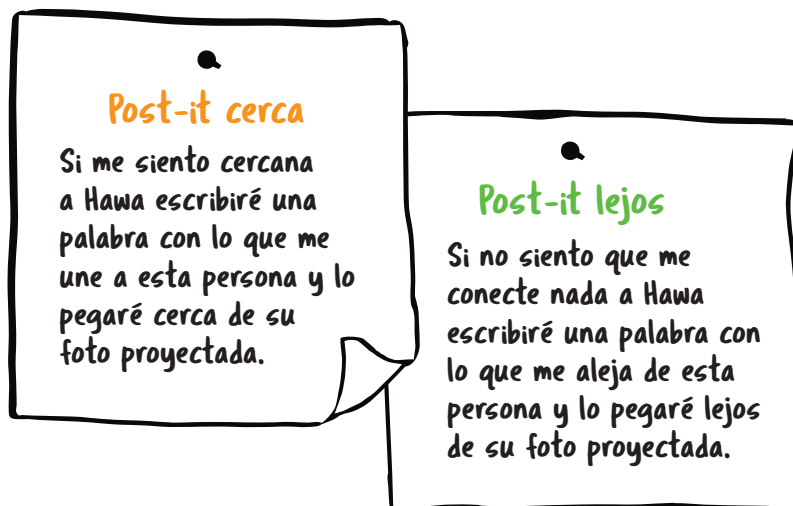 Post-it cerca
Si me siento cercana
a Hawa escribiré una
palabra con lo que me
une a esta persona y lo
pegaré cerca de su
foto proyectada.
Post-it lejos
Si no siento que me
conecte nada a Hawa
escribiré una palabra con
lo que me aleja de esta
persona y lo pegaré lejos
de su foto proyectada.